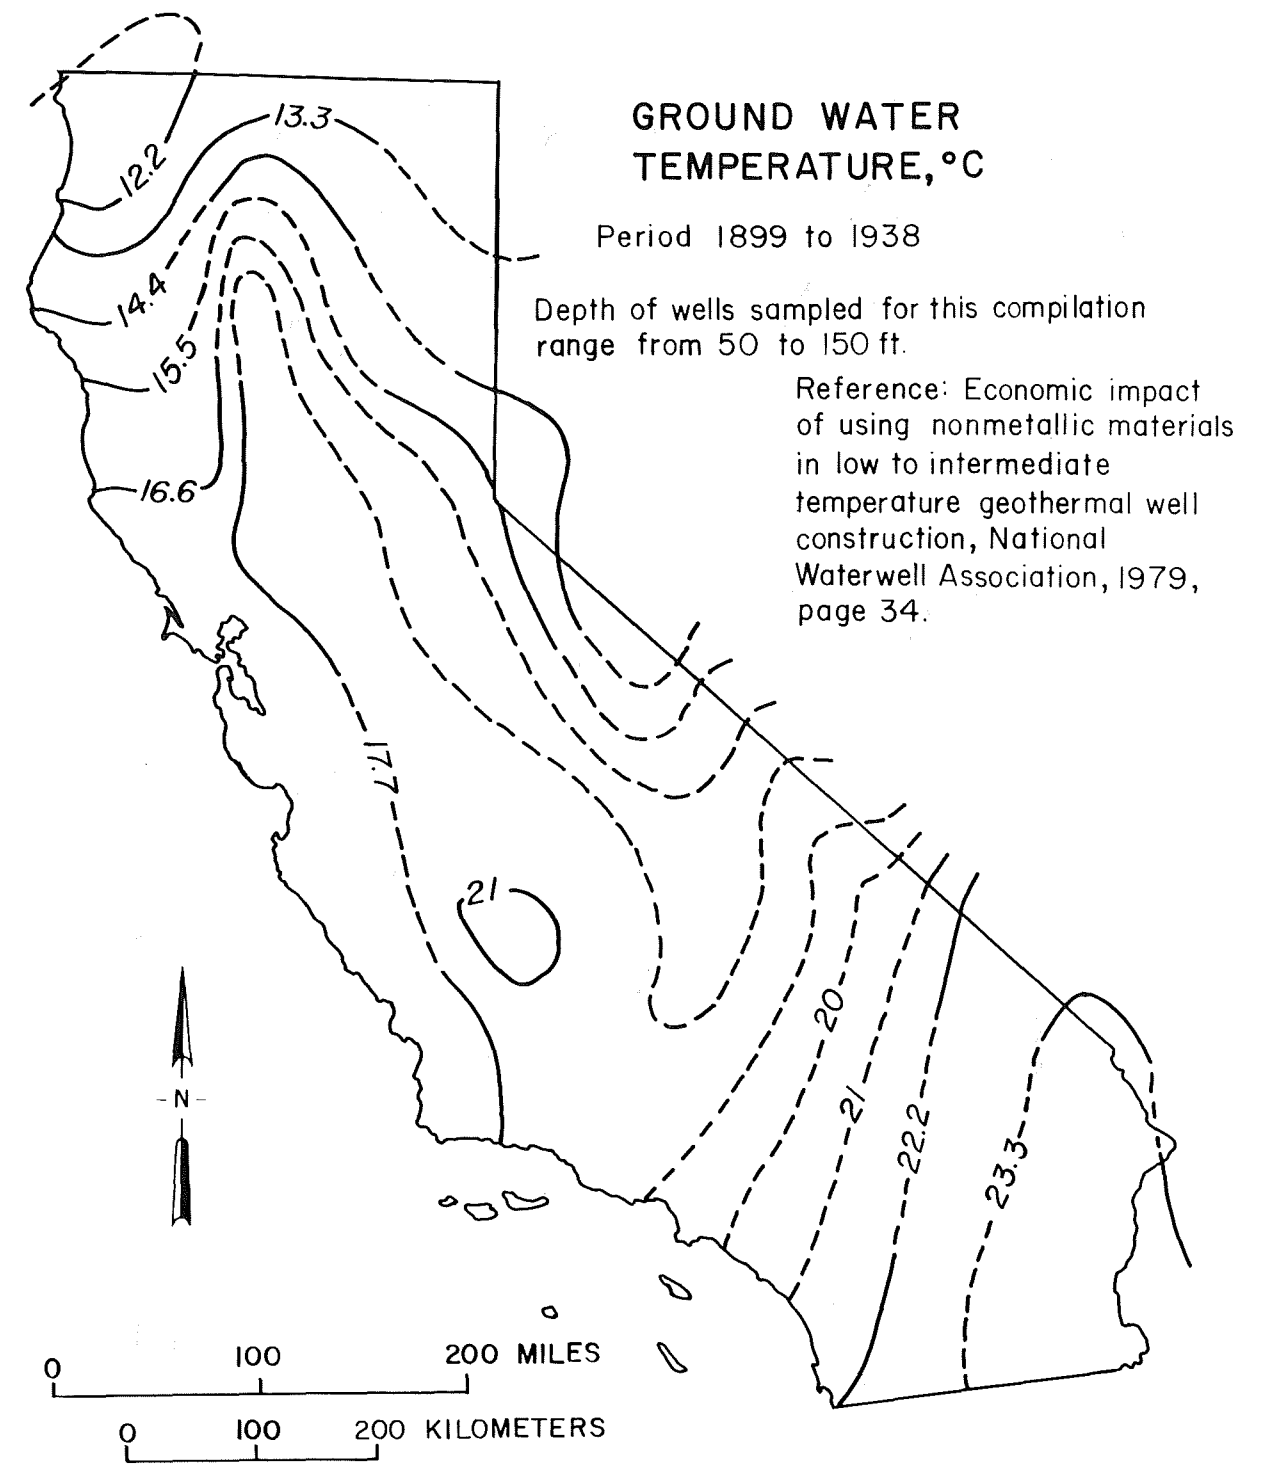 GROUND WATER
TEMPERATURE, °C
Period 1899 to 1938
Depth of wells sampled for this compilation
range from 50 to 150 ft.
Reference: Economic impact
of using nonmetallic materials
in low to intermediate
temperature geothermal well
construction, National
Waterwell Association, 1979,
page 34.
13.3
12.2
14.4
15.5
16.6
17.7
21
20
21
22.2
23.3
-N-
0 100 200 MILES
0 100 200 KILOMETERS